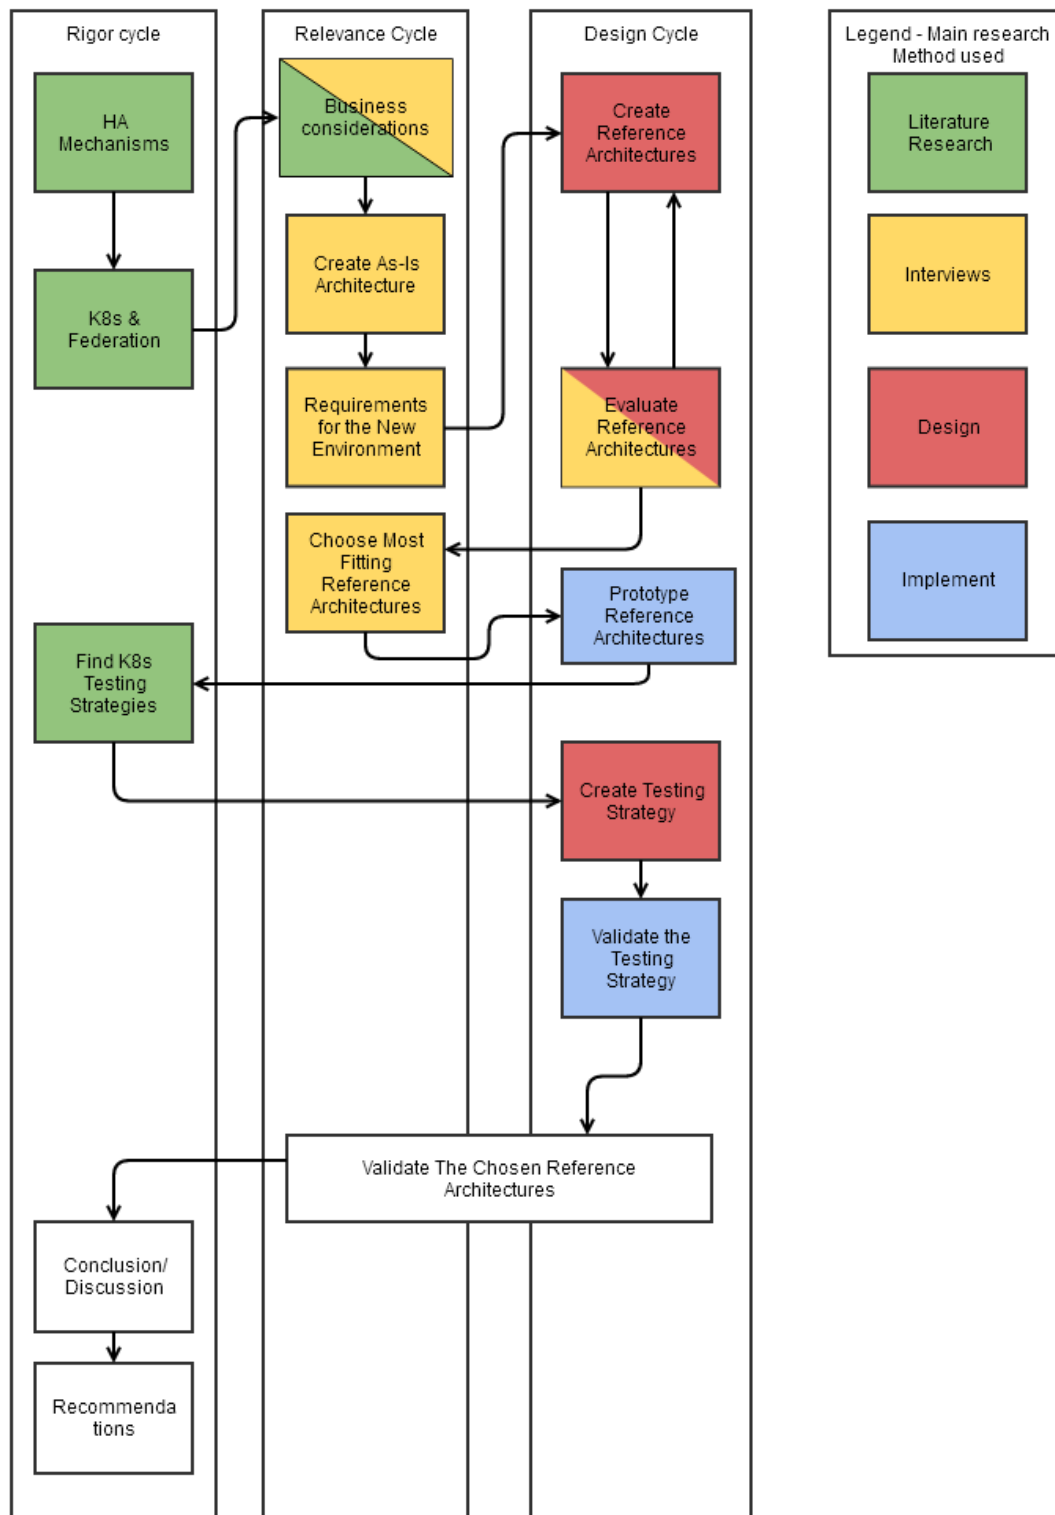 Rigor cycle
HA
Mechanisms
K8s &
Federation
Find K8s
Testing
Strategies
Conclusion/
Discussion
Recommenda
tions
Relevance Cycle
Business
considerations
Create As-Is
Architecture
Requirements
for the New
Environment
Choose Most
Fitting
Reference
Architectures
Design Cycle
Create
Reference
Architectures
Evaluate
Reference
Architectures
Prototype
Reference
Architectures
Create Testing
Strategy
Validate the
Testing
Strategy
Validate The Chosen Reference
Architectures
Legend - Main research
Method used
Literature
Research
Interviews
Design
Implement